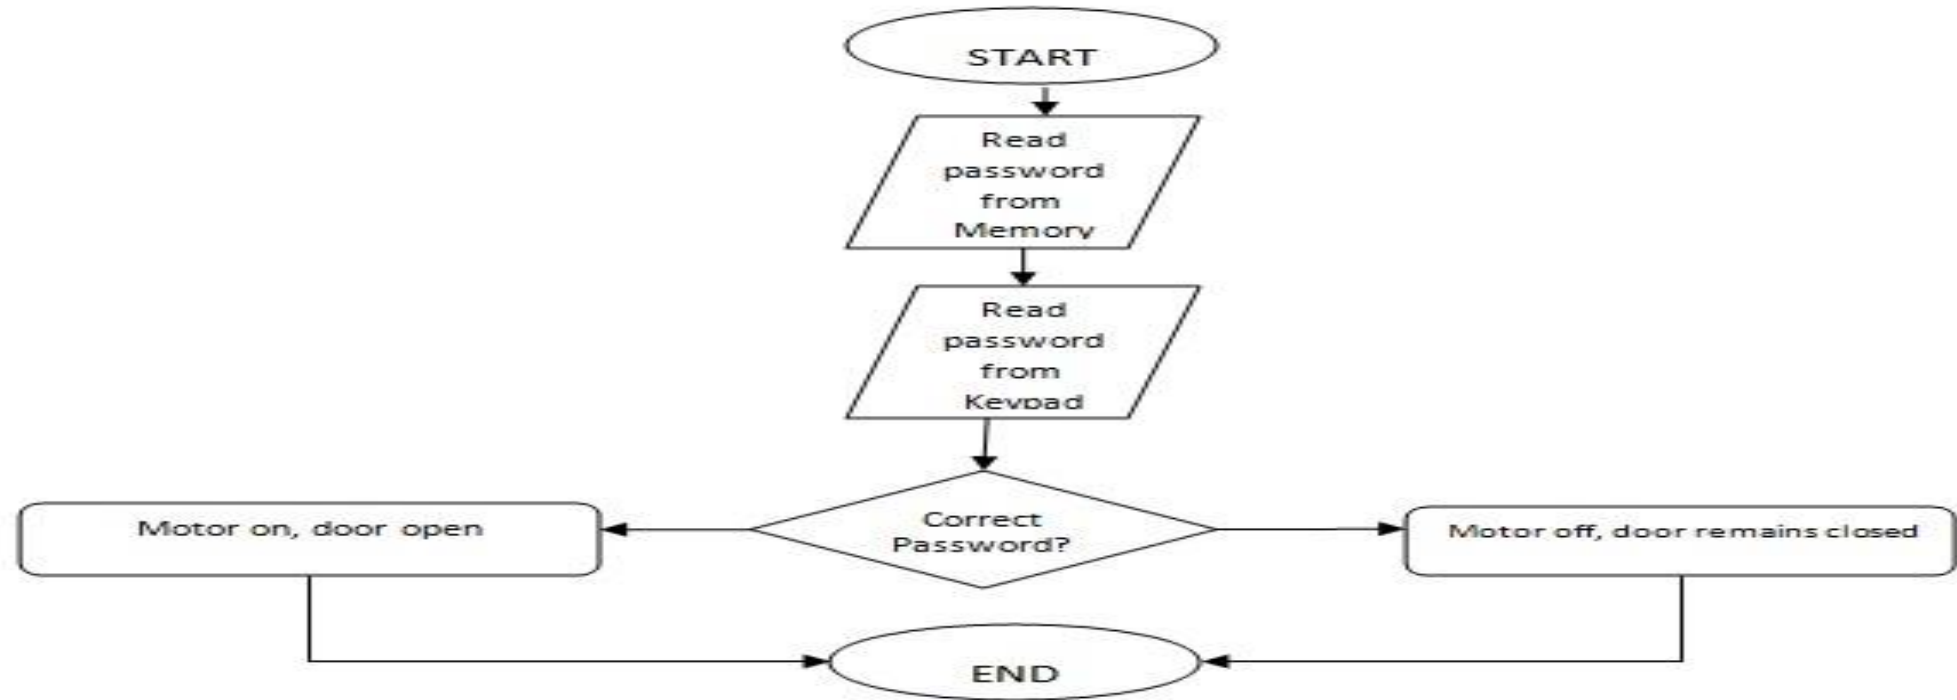 START
Read
password
from
Memory
Read
password
from
Keypad
Correct
Password?
Motor on, door open
Motor off, door remains closed
END